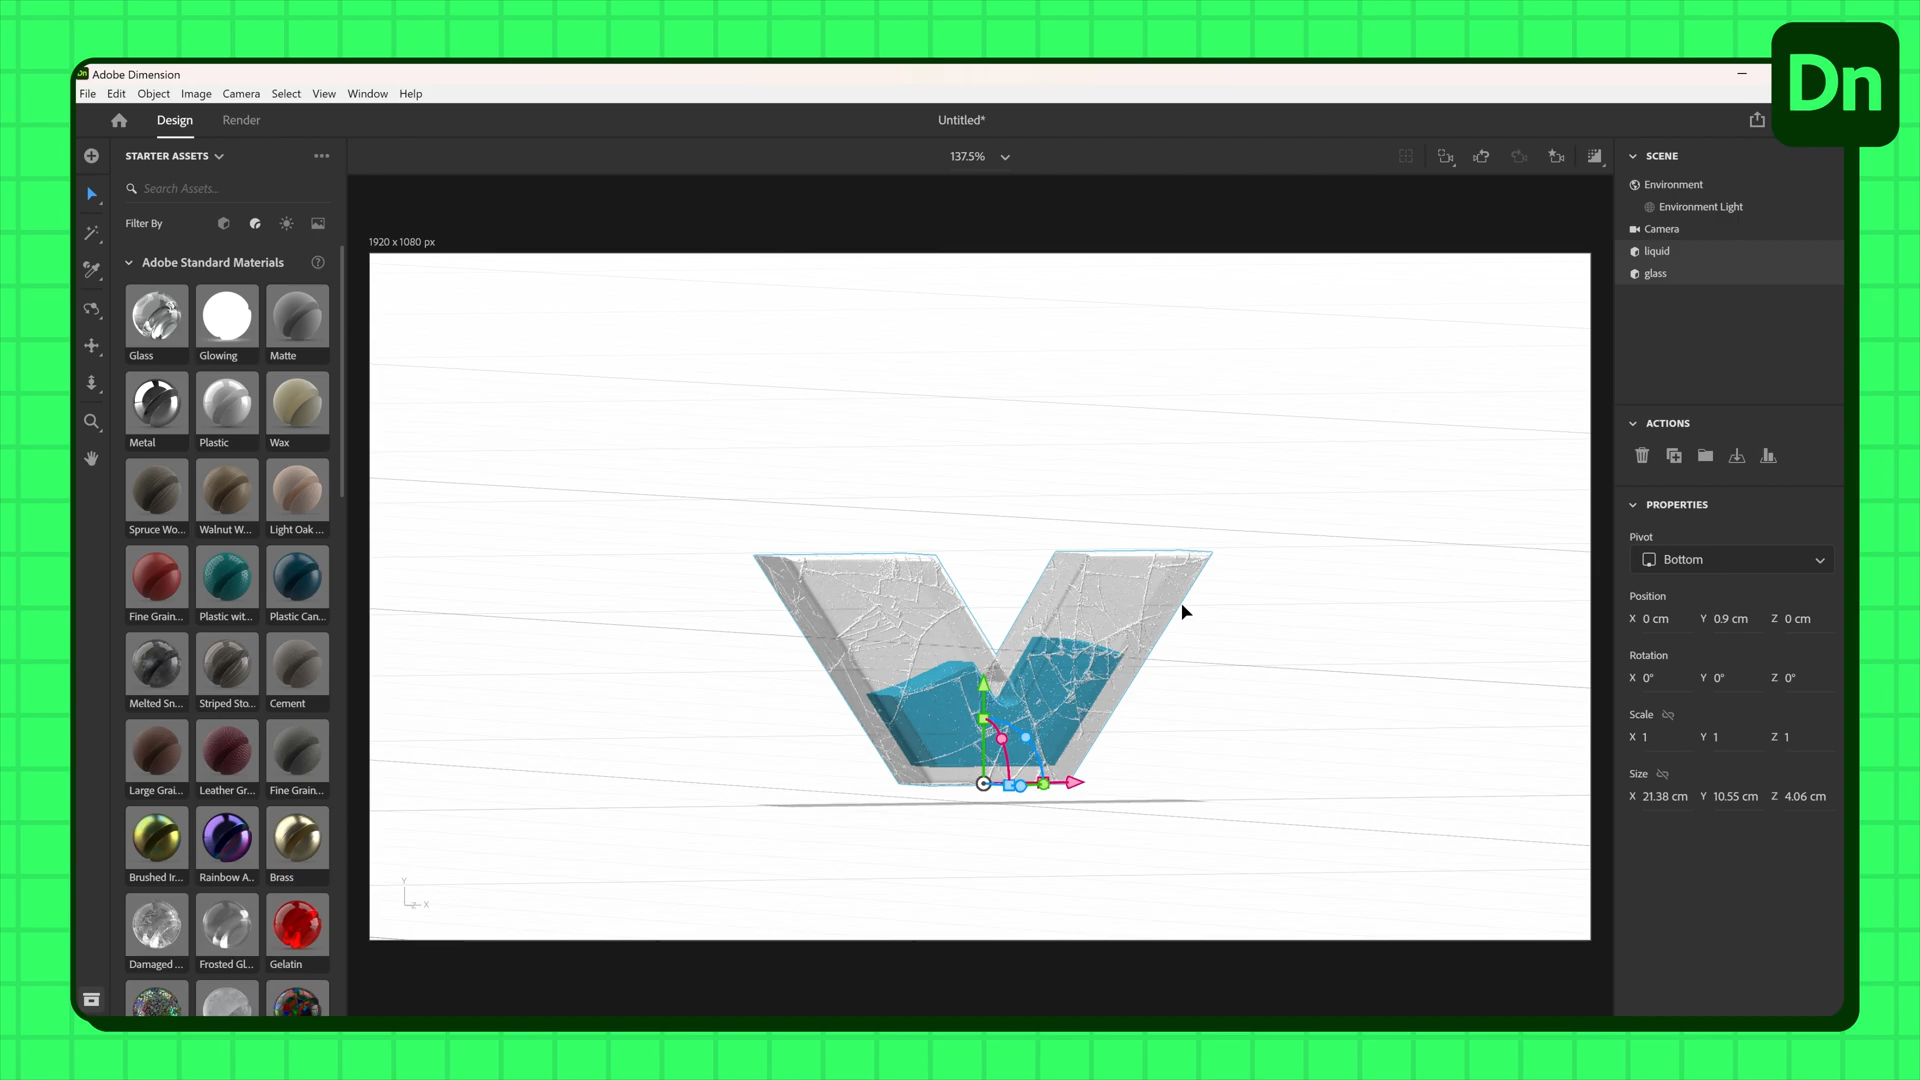 Dn
Dn Adobe Dimension
File Edit Object Image Camera Select View Window Help
Design Render Untitled*
STARTER ASSETS
137.5%
Search Assets...
Filter By
Adobe Standard Materials
Glass Glowing Matte
Metal Plastic Wax
Spruce Wo... Walnut W... Light Oak ...
Fine Grain... Plastic wit... Plastic Can...
Melted Sn... Striped Sto... Cement
Large Grai... Leather Gr... Fine Grain...
Brushed Ir... Rainbow A.. Brass
Damaged ... Frosted Gl... Gelatin
1920 x 1080 px
Y
Z X
SCENE
Environment
Environment Light
Camera
liquid
glass
ACTIONS
PROPERTIES
Pivot
Bottom
Position
X 0 cm Y 0.9 cm Z 0 cm
Rotation
X 0° Y 0° Z 0°
Scale
X 1 Y 1 Z 1
Size
X 21.38 cm Y 10.55 cm Z 4.06 cm